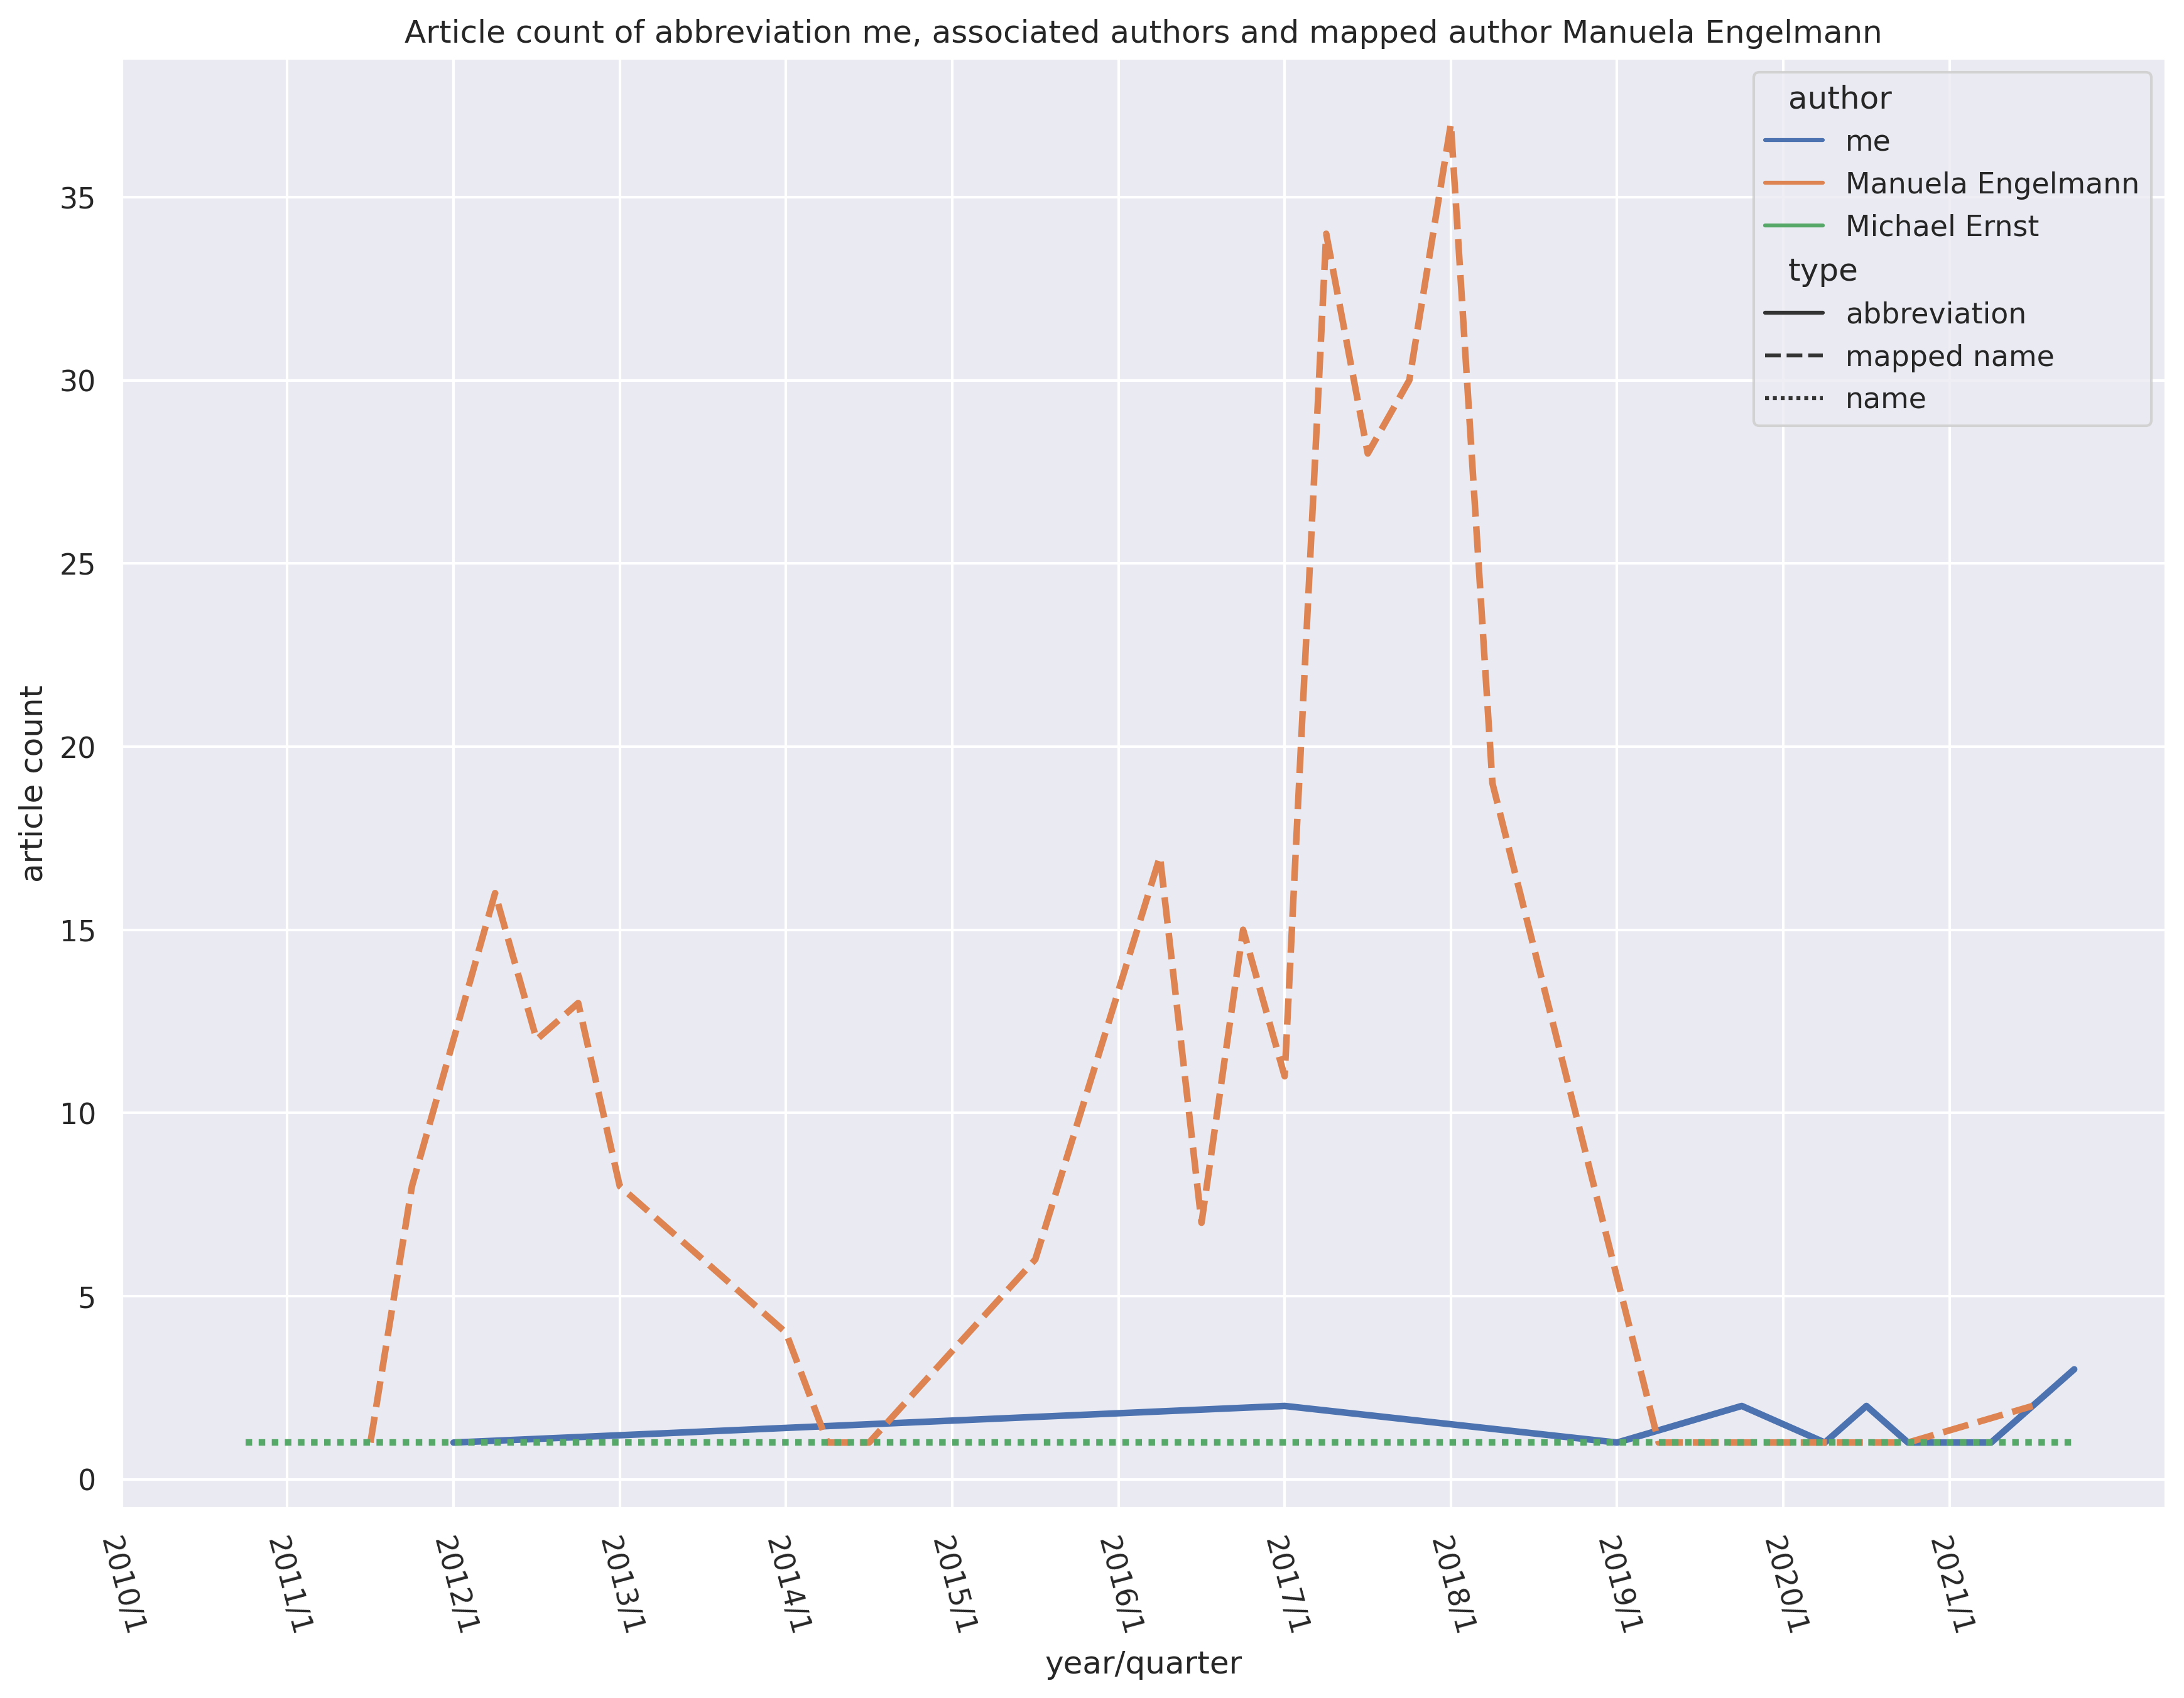 Article count of abbreviation me, associated authors and mapped author Manuela Engelmann
author
me
Manuela Engelmann
Michael Ernst
type
abbreviation
mapped name
name
article count
35
30
25
20
15
10
5
0
2010/1
2011/1
2012/1
2013/1
2014/1
2015/1
2016/1
2017/1
2018/1
2019/1
2020/1
2021/1
year/quarter